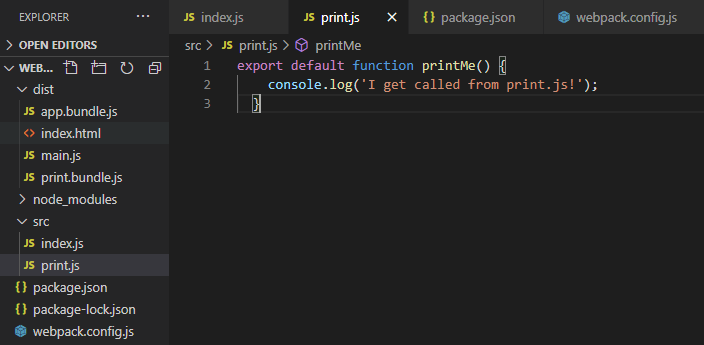 EXPLORER
OPEN EDITORS
WEB...
dist
JS app.bundle.js
<> index.html
JS main.js
JS print.bundle.js
node_modules
src
JS index.js
JS print.js
{} package.json
{} package-lock.json
webpack.config.js
JS index.js JS print.js {} package.json webpack.config.js
src > JS print.js > printMe
1 export default function printMe() {
2 console.log('I get called from print.js!');
3 }